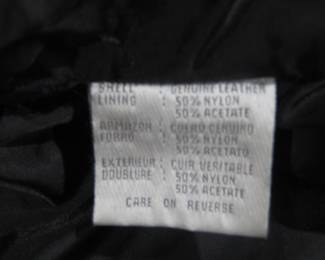 SHELL : GENUINE LEATHER
LINING : 50% NYLON
50% ACETATE
ARMAZON : CUERO GENUINO
FORRO : 50% NYLON
50% ACETATO
EXTERIEUR : CUIR VERITABLE
DOUBLURE : 50% NYLON
50% ACETATE
CARE ON REVERSE